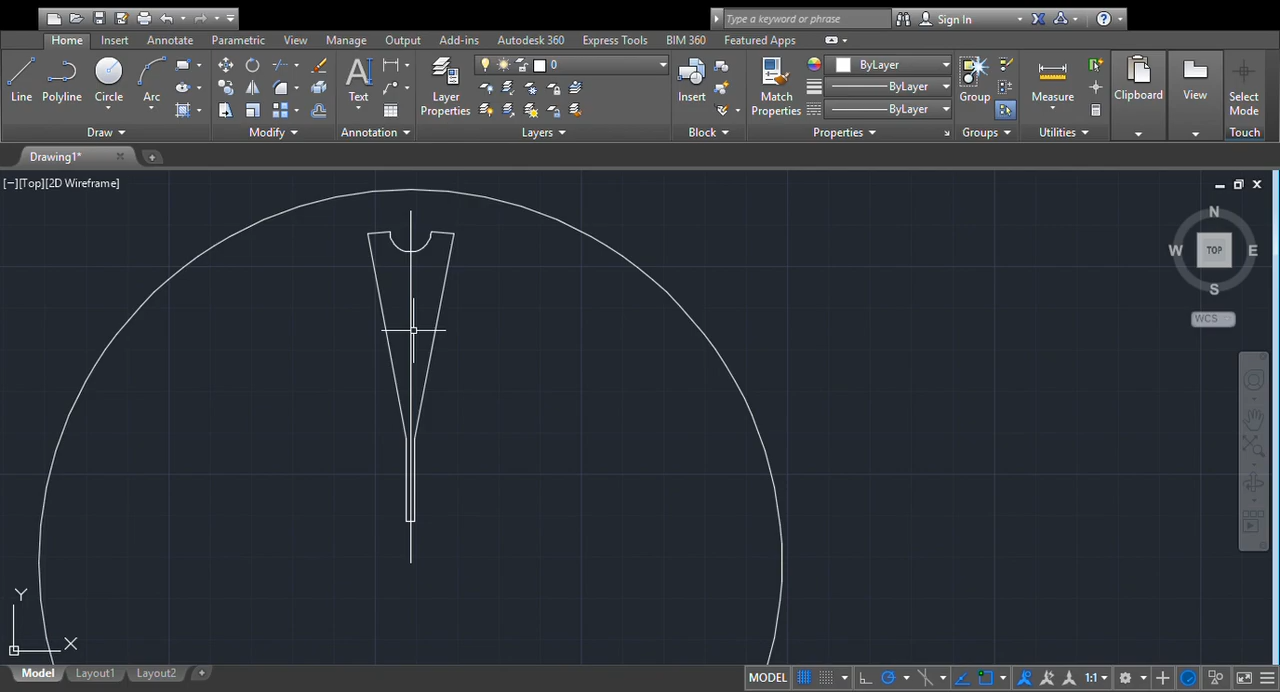 Type a keyword or phrase
Sign In
?
Home Insert Annotate Parametric View Manage Output Add-ins Autodesk 360 Express Tools BIM 360 Featured Apps
Line Polyline Circle Arc
Draw
Modify
A
Text
Annotation
Layer
Properties
0
Layers
Insert
Block
Match
Properties
ByLayer
ByLayer
ByLayer
Properties
Group
Groups
Measure
Utilities
Clipboard
View
Select
Mode
Touch
Drawing1*
[−][Top][2D Wireframe]
N
W TOP E
S
WCS
Y
X
Model Layout1 Layout2
MODEL 1:1